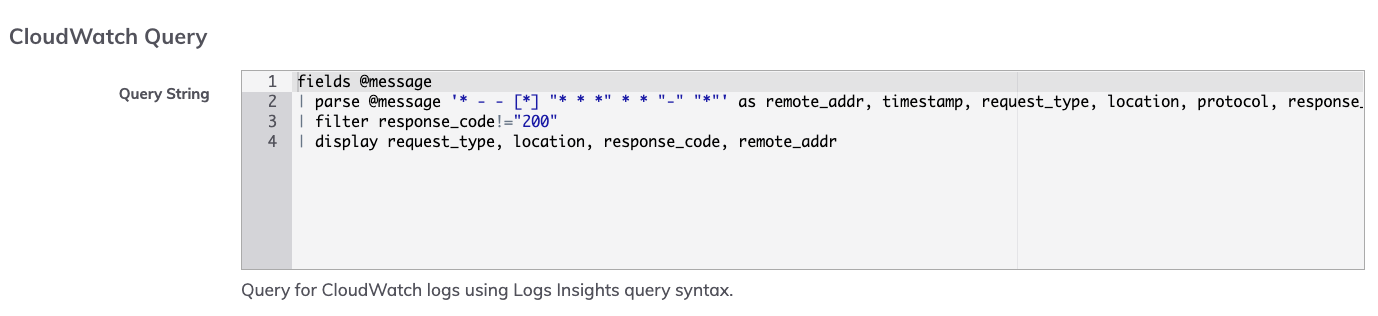 CloudWatch Query
Query String
1 fields @message
2 | parse @message '* - - [*] "* * *" * * "-" "*"' as remote_addr, timestamp, request_type, location, protocol, response_
3 | filter response_code!="200"
4 | display request_type, location, response_code, remote_addr
Query for CloudWatch logs using Logs Insights query syntax.